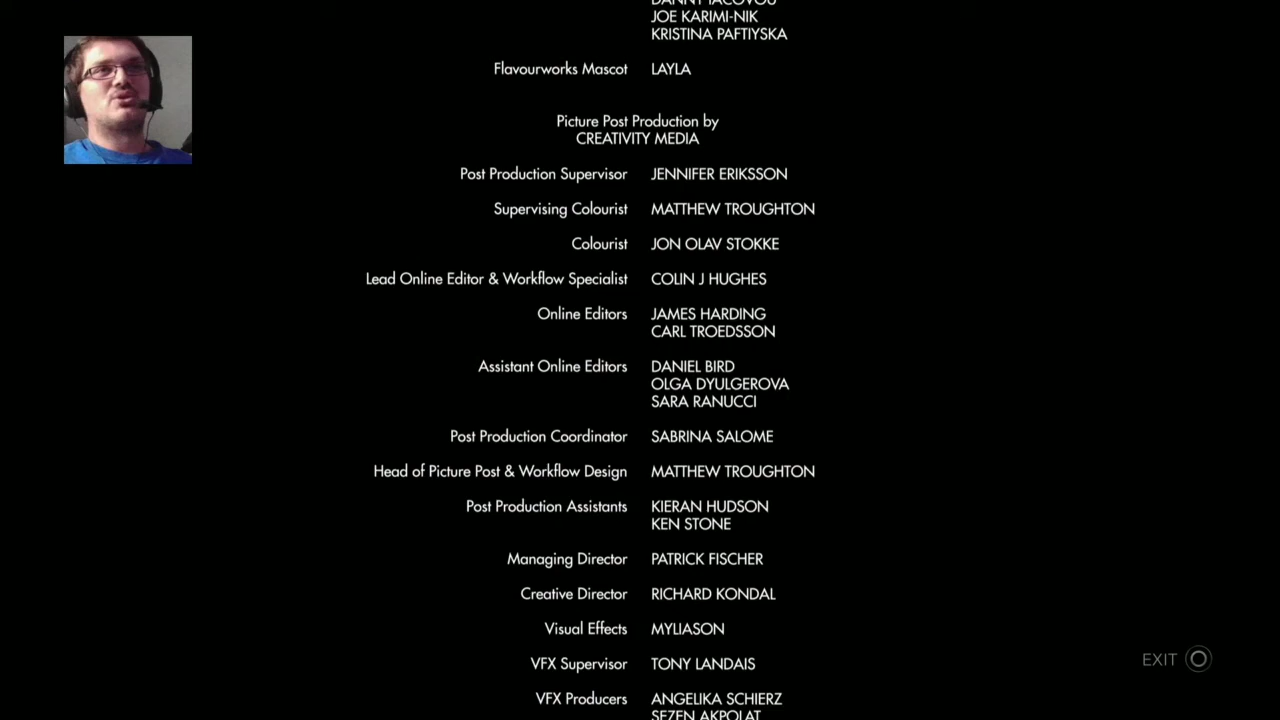 DANNY IACOVOU
JOE KARIMI-NIK
KRISTINA PAFTIYSKA
Flavourworks Mascot LAYLA
Picture Post Production by
CREATIVITY MEDIA
Post Production Supervisor JENNIFER ERIKSSON
Supervising Colourist MATTHEW TROUGHTON
Colourist JON OLAV STOKKE
Lead Online Editor & Workflow Specialist COLIN J HUGHES
Online Editors JAMES HARDING
CARL TROEDSSON
Assistant Online Editors DANIEL BIRD
OLGA DYULGEROVA
SARA RANUCCI
Post Production Coordinator SABRINA SALOME
Head of Picture Post & Workflow Design MATTHEW TROUGHTON
Post Production Assistants KIERAN HUDSON
KEN STONE
Managing Director PATRICK FISCHER
Creative Director RICHARD KONDAL
Visual Effects MYLIASON
VFX Supervisor TONY LANDAIS
EXIT
VFX Producers ANGELIKA SCHIERZ
SEZEN AKPOLAT